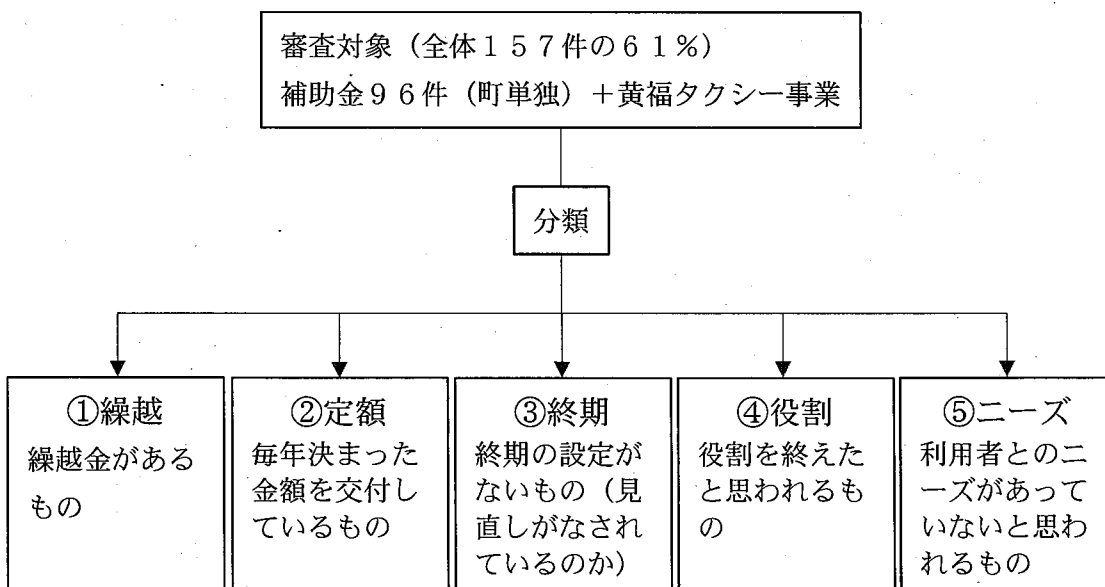 審査対象（全体１５７件の６１％）
補助金９６件（町単独）＋黄福タクシー事業
分類
①繰越
繰越金がある
もの
②定額
毎年決まった
金額を交付し
ているもの
③終期
終期の設定が
ないもの（見
直しがなされ
ているのか）
④役割
役割を終えた
と思われるも
の
⑤ニーズ
利用者とのニ
ーズがあって
いないと思わ
れるもの